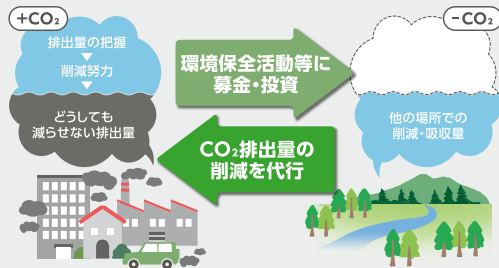 +CO₂
排出量の把握
削減努力
どうしても
減らせない排出量
環境保全活動等に
募金・投資
CO₂排出量の
削減を代行
－CO₂
他の場所での
削減・吸収量